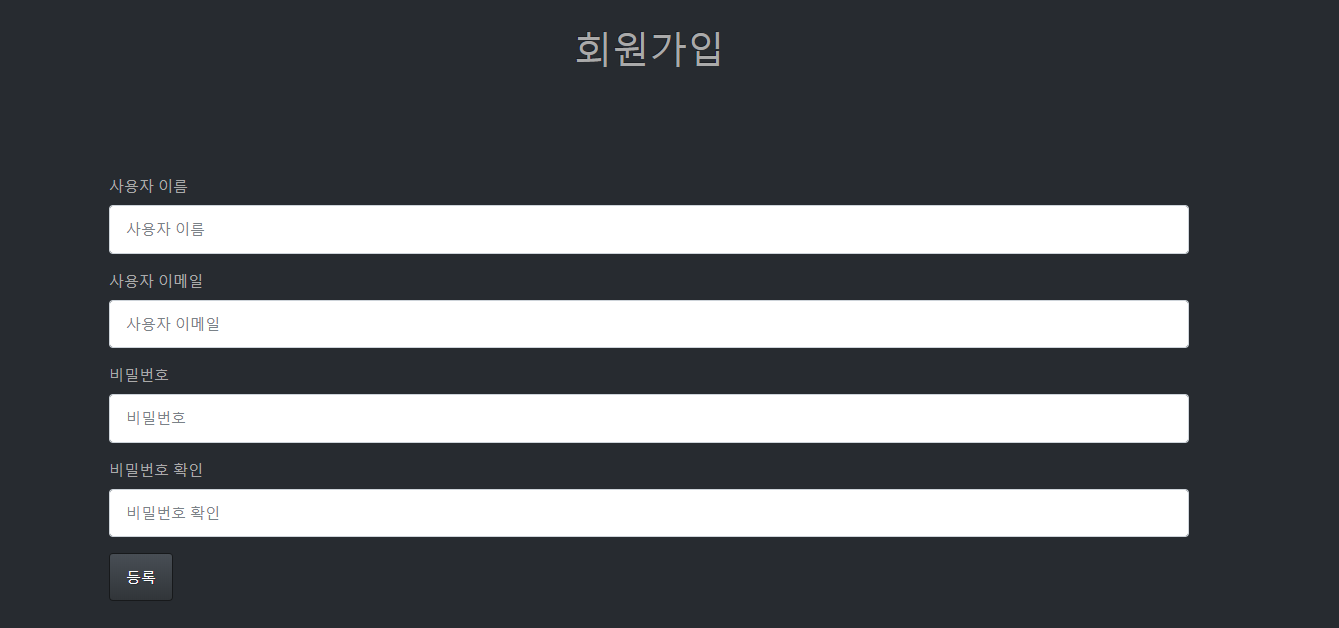 회원가입
사용자 이름
사용자 이름
사용자 이메일
사용자 이메일
비밀번호
비밀번호
비밀번호 확인
비밀번호 확인
등록